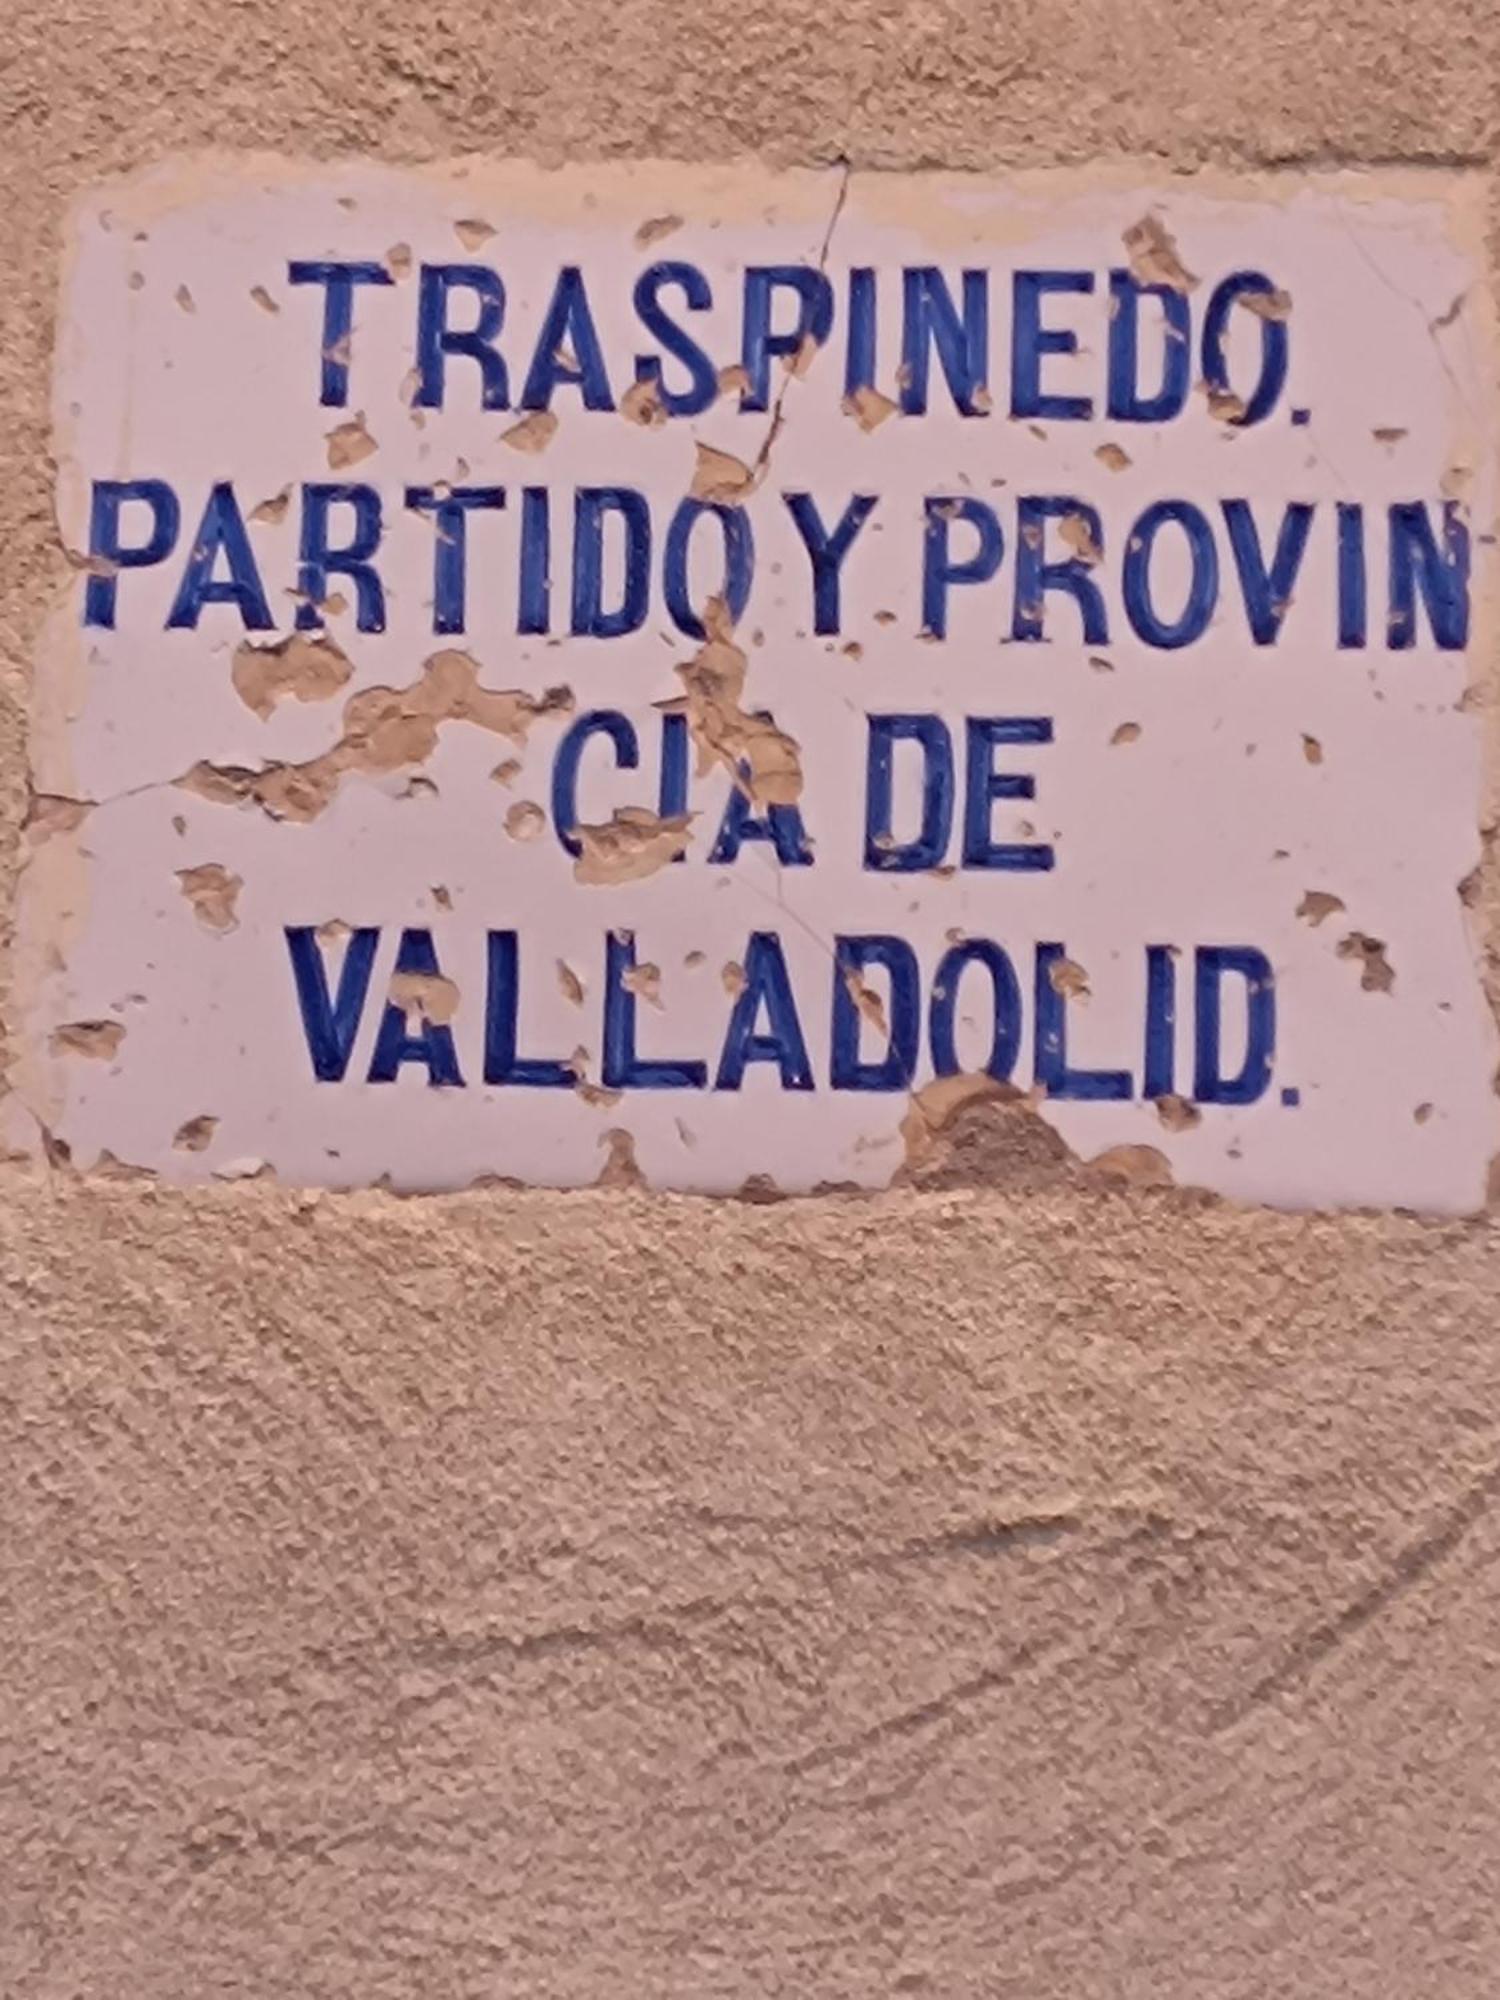 TRASPINEDO.
PARTIDO Y PROVIN
CIA DE
VALLADOLID.